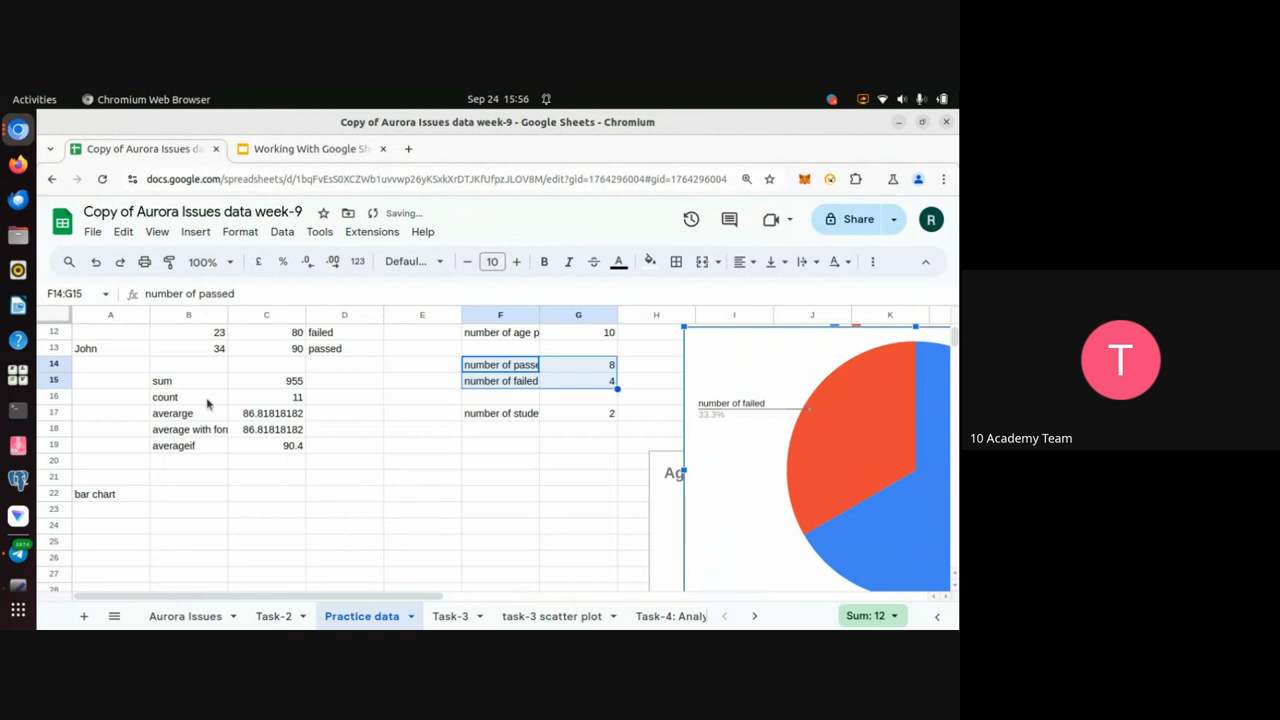 Activities
Chromium Web Browser
Sep 24 15:56
Copy of Aurora Issues data week-9 - Google Sheets - Chromium
Copy of Aurora Issues d
Working With Google Sh
docs.google.com/spreadsheets/d/1bqFvEsS0XCZWb1uvvwp26yKSxkXrDTJKfUfpzJLOV8M/edit?gid=1764296004#gid=1764296004
Copy of Aurora Issues data week-9
Saving...
File Edit View Insert Format Data Tools Extensions Help
Share
R
100% £ % .0 .00 123 Defaul... 10 B I S A
F14:G15 fx number of passed
A B C D E F G H I J K
12 23 80 failed number of age p 10
13 John 34 90 passed
14 number of passe 8
15 sum 955 number of failed 4
16 count 11
17 averarge 86.81818182 number of stude 2
18 average with fon 86.81818182
19 averageif 90.4
20
21
22 bar chart
23
24
25
26
27
28
Ag
number of failed
33.3%
Aurora Issues Task-2 Practice data Task-3 task-3 scatter plot Task-4: Analy
Sum: 12
T
10 Academy Team